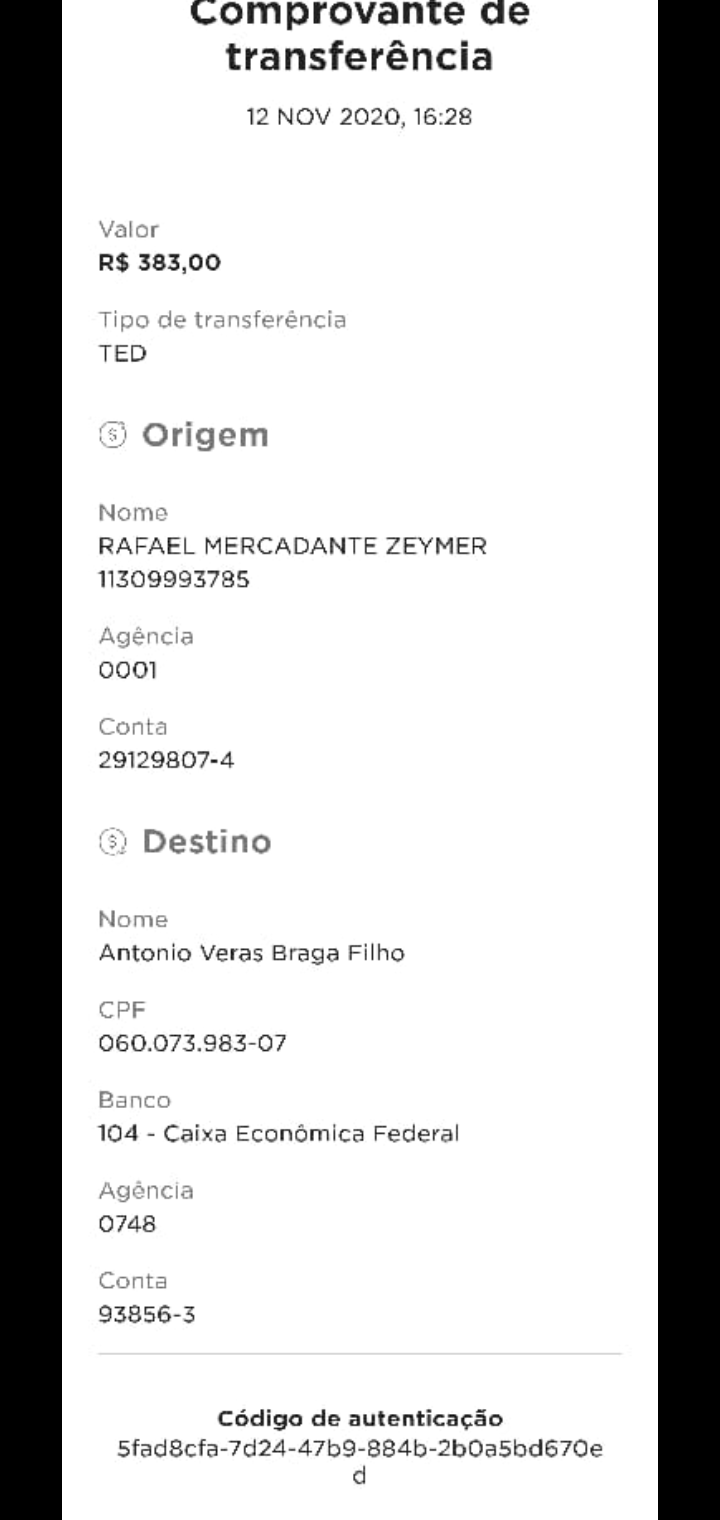 Comprovante de
transferência
12 NOV 2020, 16:28
Valor
R$ 383,00
Tipo de transferência
TED
Origem
Nome
RAFAEL MERCADANTE ZEYMER
11309993785
Agência
0001
Conta
29129807-4
Destino
Nome
Antonio Veras Braga Filho
CPF
060.073.983-07
Banco
104 - Caixa Econômica Federal
Agência
0748
Conta
93856-3
Código de autenticação
5fad8cfa-7d24-47b9-884b-2b0a5bd670e
d